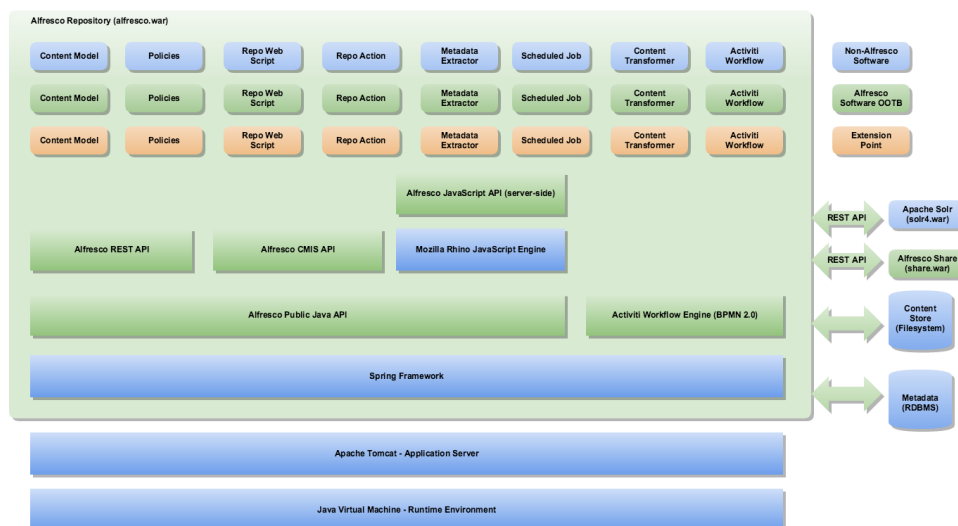 Alfresco Repository (alfresco.war)
Content Model
Policies
Repo Web
Script
Repo Action
Metadata
Extractor
Scheduled Job
Content
Transformer
Activiti
Workflow
Non-Alfresco
Software
Content Model
Policies
Repo Web
Script
Repo Action
Metadata
Extractor
Scheduled Job
Content
Transformer
Activiti
Workflow
Alfresco
Software OOTB
Content Model
Policies
Repo Web
Script
Repo Action
Metadata
Extractor
Scheduled Job
Content
Transformer
Activiti
Workflow
Extension
Point
Alfresco JavaScript API (server-side)
REST API
Apache Solr
(solr4.war)
Alfresco REST API
Alfresco CMIS API
Mozilla Rhino JavaScript Engine
REST API
Alfresco Share
(share.war)
Alfresco Public Java API
Activiti Workflow Engine (BPMN 2.0)
Content
Store
(Filesystem)
Spring Framework
Metadata
(RDBMS)
Apache Tomcat - Application Server
Java Virtual Machine - Runtime Environment